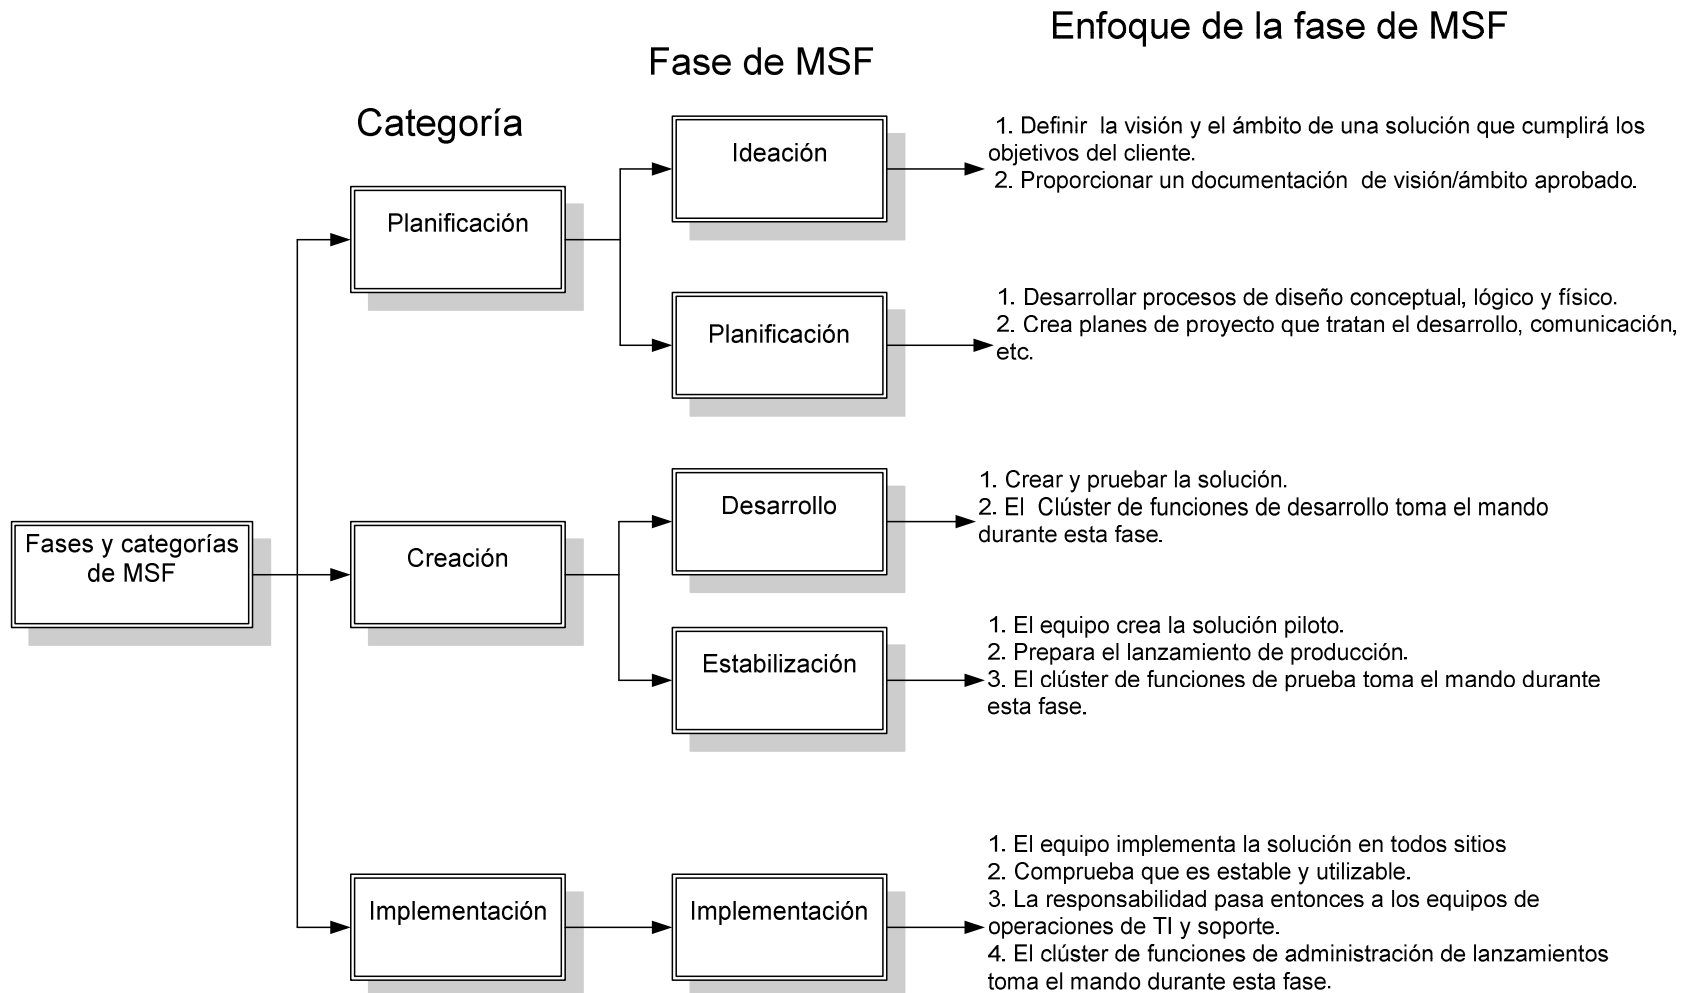 Enfoque de la fase de MSF
Fase de MSF
Categoría
Fases y categorías
de MSF
Planificación
Ideación
1. Definir la visión y el ámbito de una solución que cumplirá los
objetivos del cliente.
2. Proporcionar un documentación de visión/ámbito aprobado.
Planificación
1. Desarrollar procesos de diseño conceptual, lógico y físico.
2. Crea planes de proyecto que tratan el desarrollo, comunicación,
etc.
Creación
Desarrollo
1. Crear y pruebar la solución.
2. El Clúster de funciones de desarrollo toma el mando
durante esta fase.
Estabilización
1. El equipo crea la solución piloto.
2. Prepara el lanzamiento de producción.
3. El clúster de funciones de prueba toma el mando durante
esta fase.
Implementación
Implementación
1. El equipo implementa la solución en todos sitios
2. Comprueba que es estable y utilizable.
3. La responsabilidad pasa entonces a los equipos de
operaciones de TI y soporte.
4. El clúster de funciones de administración de lanzamientos
toma el mando durante esta fase.